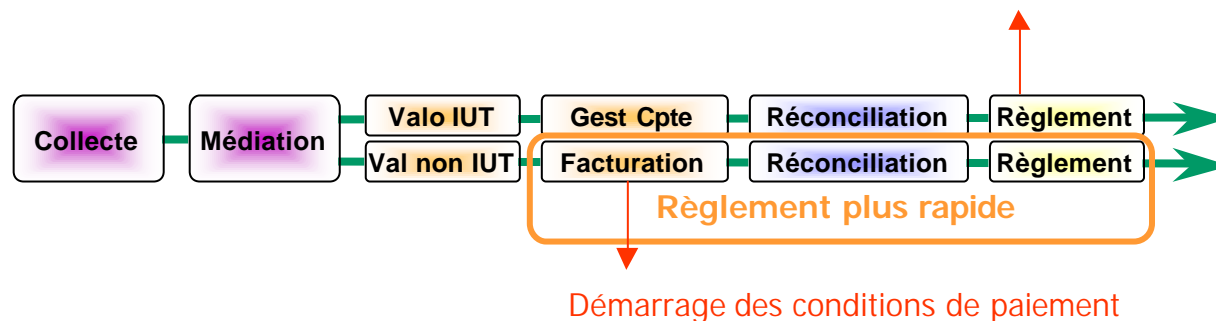 Valo IUT Gest Cpte Réconciliation Règlement
Collecte Médiation
Val non IUT Facturation Réconciliation Règlement
Règlement plus rapide
Démarrage des conditions de paiement